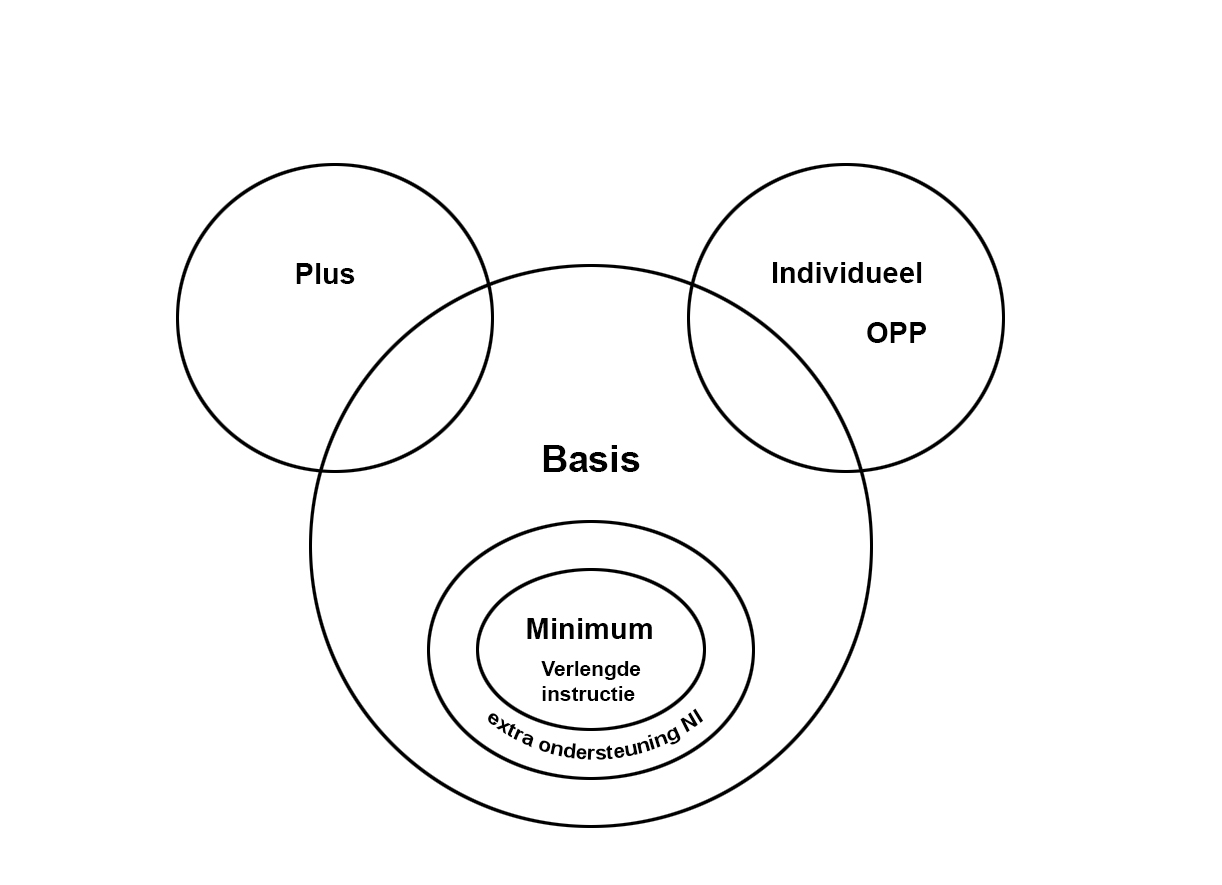 Plus
Individueel
OPP
Basis
Minimum
Verlengde
instructie
extra ondersteuning NI